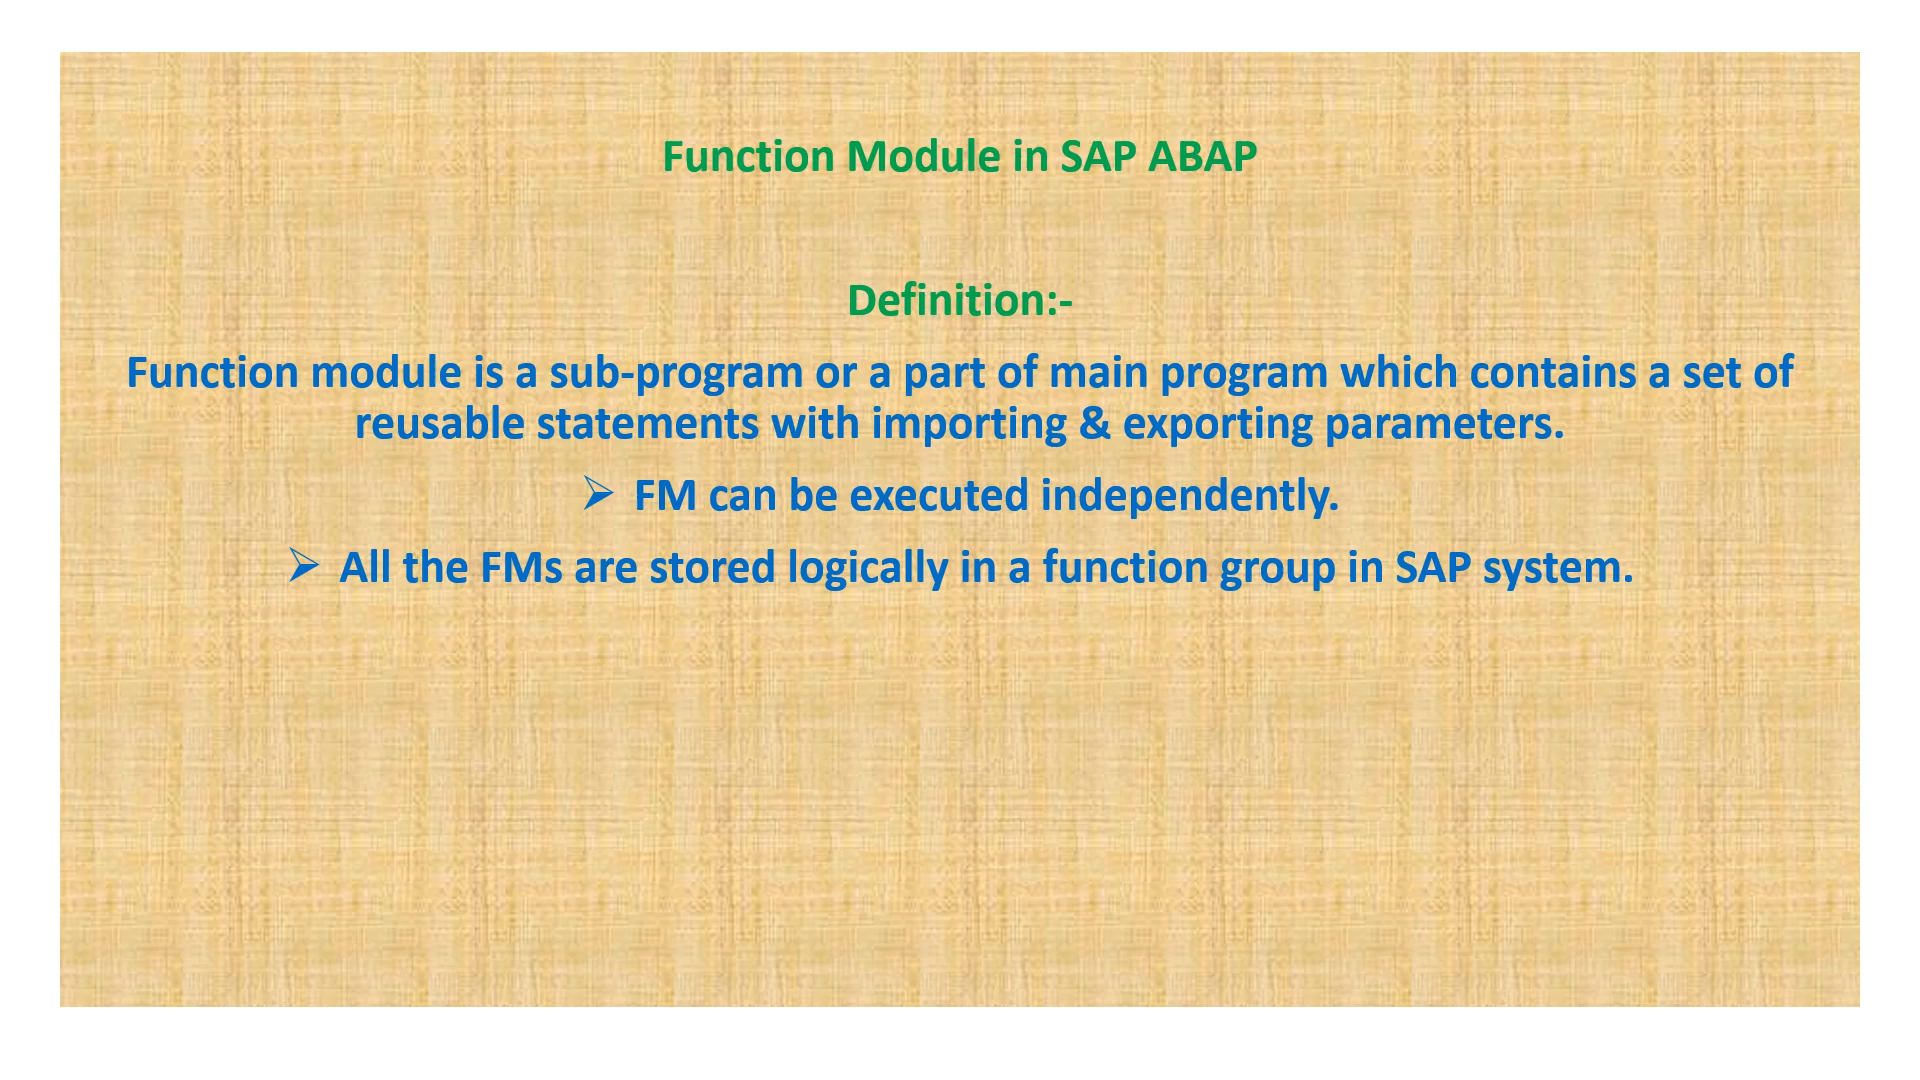 Function Module in SAP ABAP
Definition:-
Function module is a sub-program or a part of main program which contains a set of
reusable statements with importing & exporting parameters.
➢ FM can be executed independently.
➢ All the FMs are stored logically in a function group in SAP system.